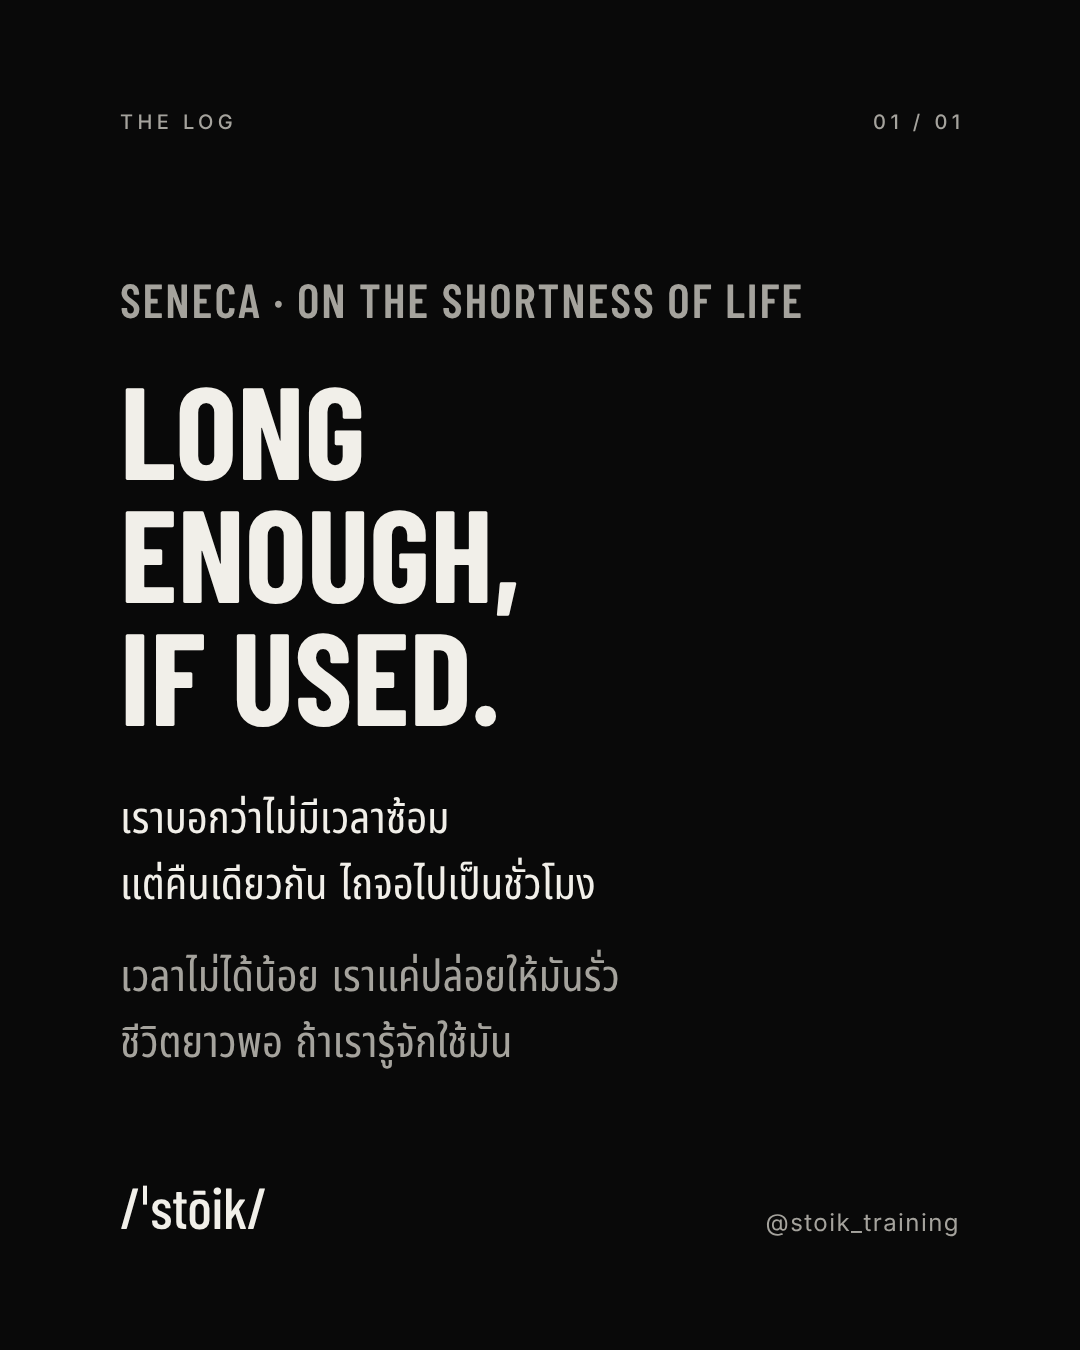 THE LOG
01 / 01
SENECA · ON THE SHORTNESS OF LIFE
LONG
ENOUGH,
IF USED.
เราบอกว่าไม่มีเวลาซ้อม
แต่คืนเดียวกัน ไถจอไปเป็นชั่วโมง
เวลาไม่ได้น้อย เราแค่ปล่อยให้มันรั่ว
ชีวิตยาวพอ ถ้าเรารู้จักใช้มัน
/ˈstōik/
@stoik_training